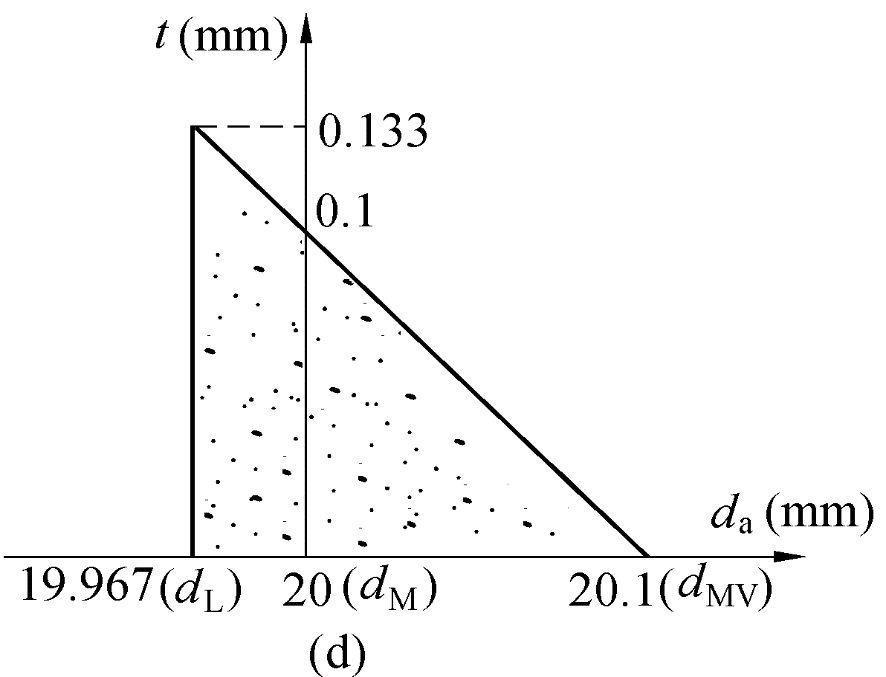 t (mm)
0.133
0.1
d_a (mm)
19.967 (d_L) 20 (d_M) 20.1 (d_MV)
(d)